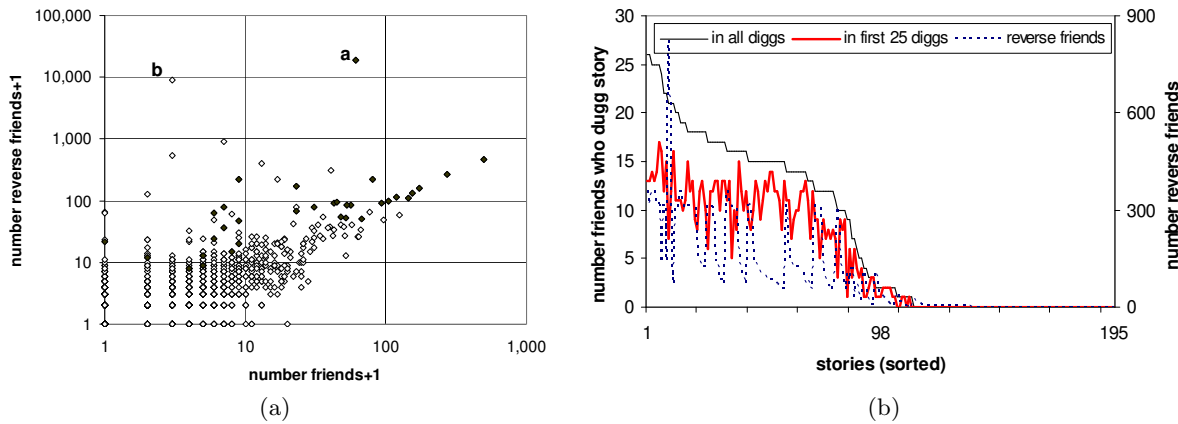 100,000
10,000
1,000
100
10
1
number reverse friends+1
b
a
1 10 100 1,000
number friends+1
(a)
30
25
20
15
10
5
0
number friends who dugg story
in all diggs in first 25 diggs reverse friends
900
600
300
0
number reverse friends
1 98 195
stories (sorted)
(b)